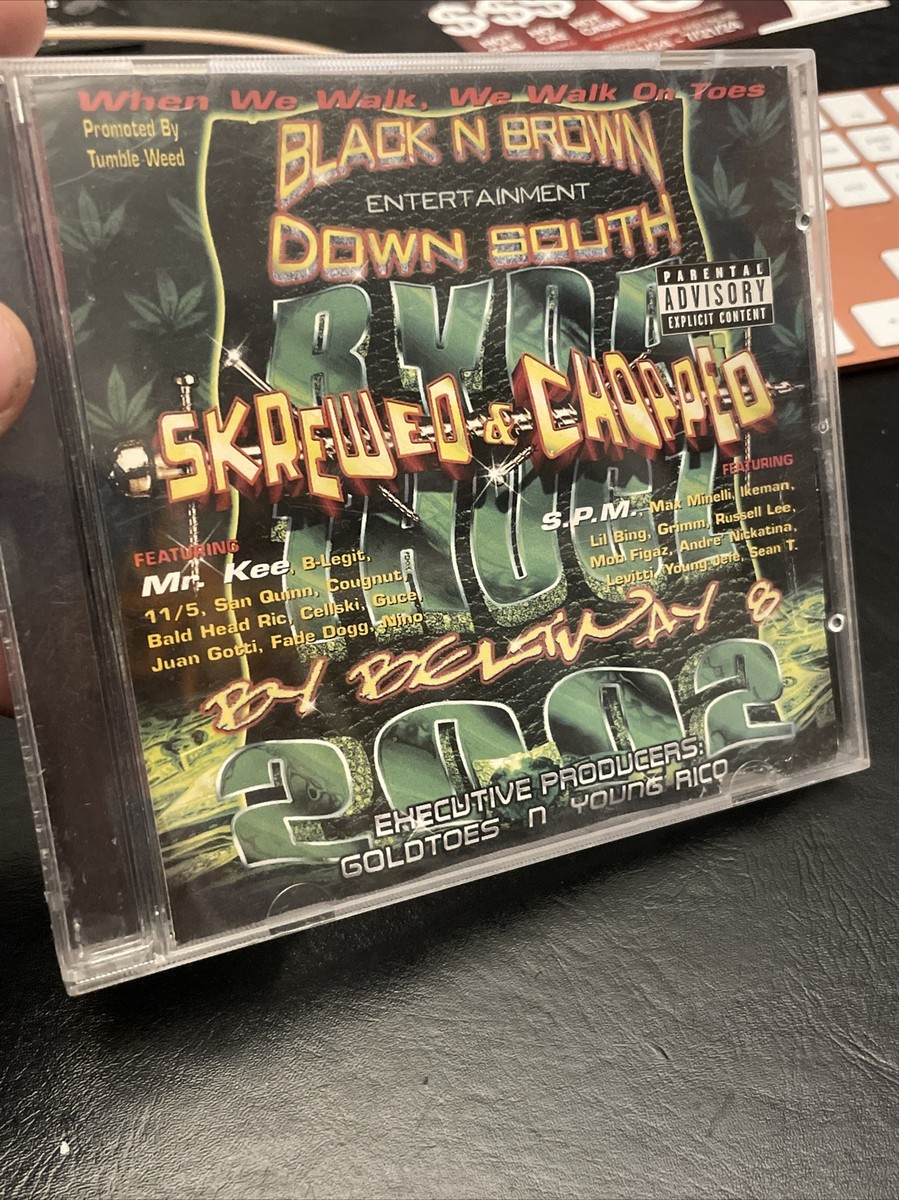 When We Walk, We Walk On Toes
Promoted By
Tumble Weed
BLACK N BROWN
ENTERTAINMENT
DOWN SOUTH
PARENTAL
ADVISORY
EXPLICIT CONTENT
SKREWED & CHOPPED
FEATURING
Mr. Kee, B-Legit,
11/5, San Quinn, Cougnut,
Bald Head Ric, Cellski, Guce,
Juan Gotti, Fade Dogg, Nino
FEATURING
S.P.M., Max Minelli, Ikeman,
Lil Bing, Grimm, Russell Lee,
Mob Figaz, Andre' Nickatina,
Levitti, Young Jefe, Sean T.
BY BELTWAY 8
2002
EXECUTIVE PRODUCERS:
GOLDTOES N YOUNG RICO